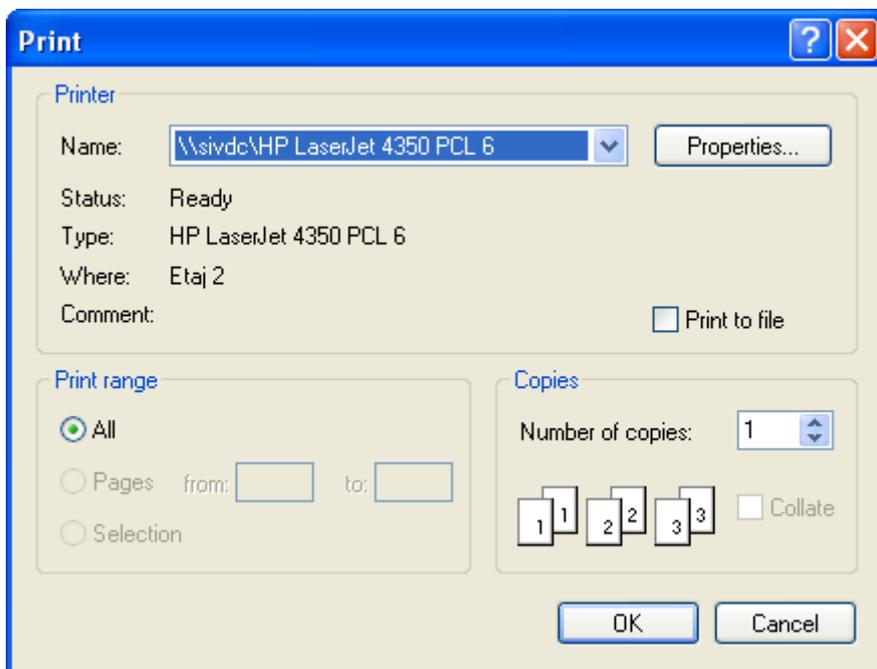 Print
Printer
Name: \\sivdc\HP LaserJet 4350 PCL 6 Properties...
Status: Ready
Type: HP LaserJet 4350 PCL 6
Where: Etaj 2
Comment:
Print to file
Print range
All
Pages from: to:
Selection
Copies
Number of copies: 1
1 1 2 2 3 3 Collate
OK Cancel